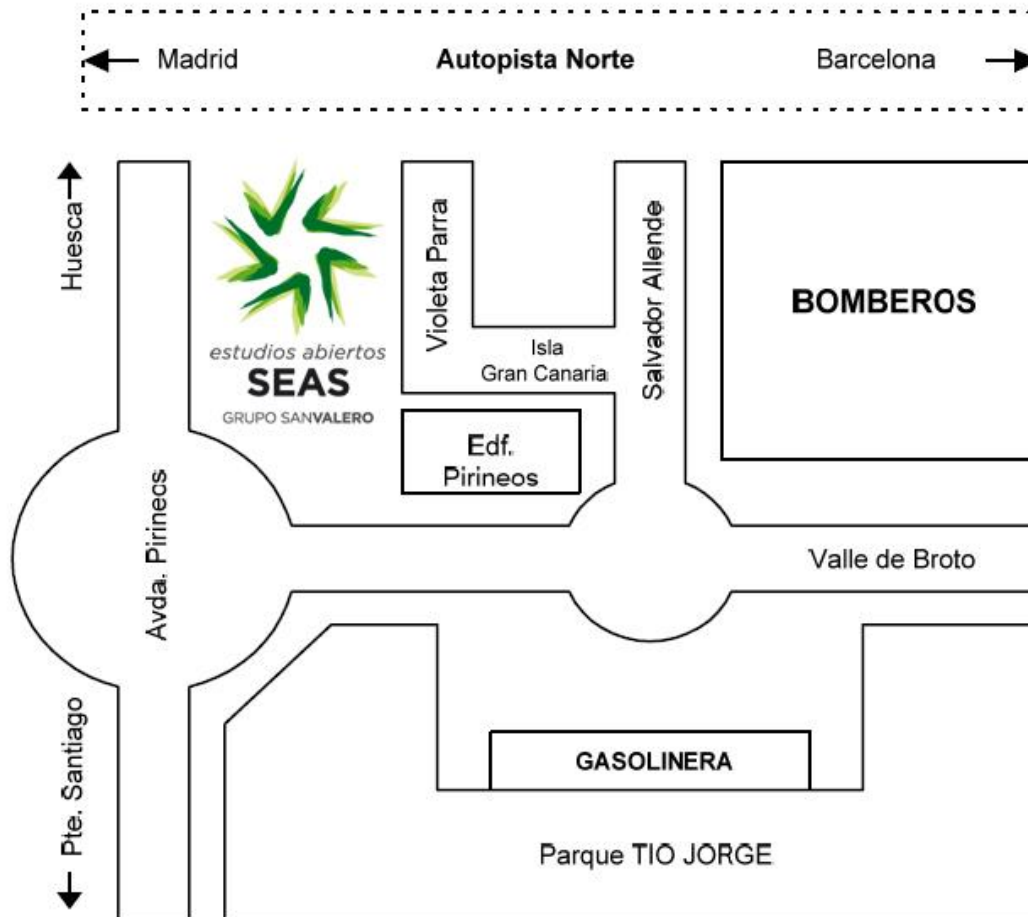 Madrid
Autopista Norte
Barcelona
Huesca
Violeta Parra
Salvador Allende
BOMBEROS
Isla
Gran Canaria
estudios abiertos
SEAS
GRUPO SANVALERO
Edf.
Pirineos
Avda. Pirineos
Valle de Broto
Pte. Santiago
GASOLINERA
Parque TIO JORGE